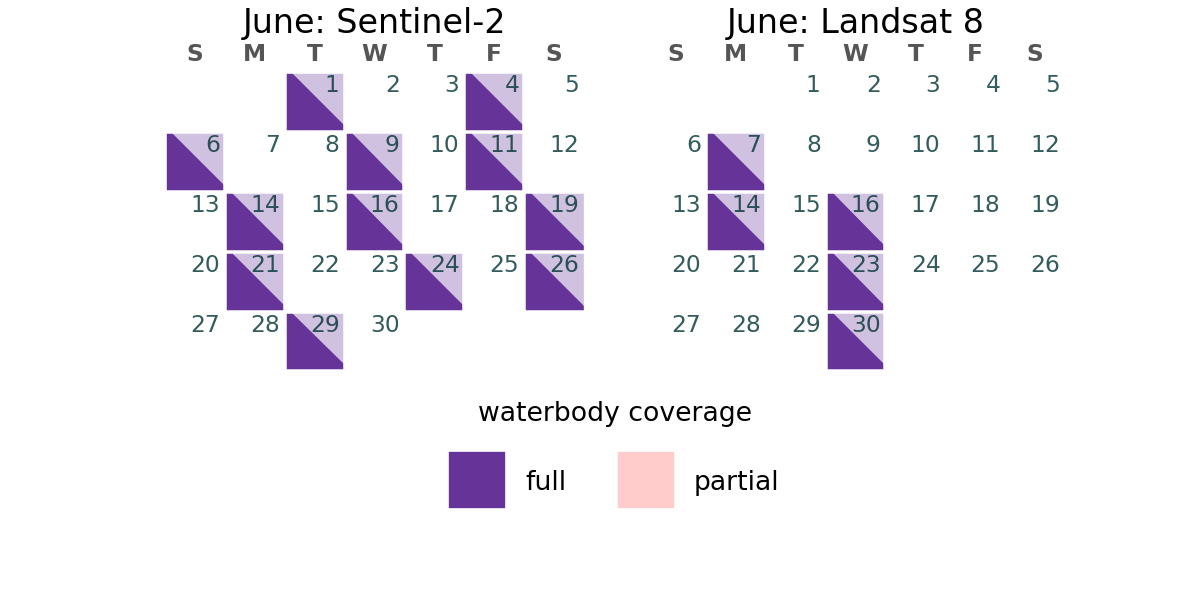 June: Sentinel-2
S M T W T F S
1 2 3 4 5
6 7 8 9 10 11 12
13 14 15 16 17 18 19
20 21 22 23 24 25 26
27 28 29 30
June: Landsat 8
S M T W T F S
1 2 3 4 5
6 7 8 9 10 11 12
13 14 15 16 17 18 19
20 21 22 23 24 25 26
27 28 29 30
waterbody coverage
full partial